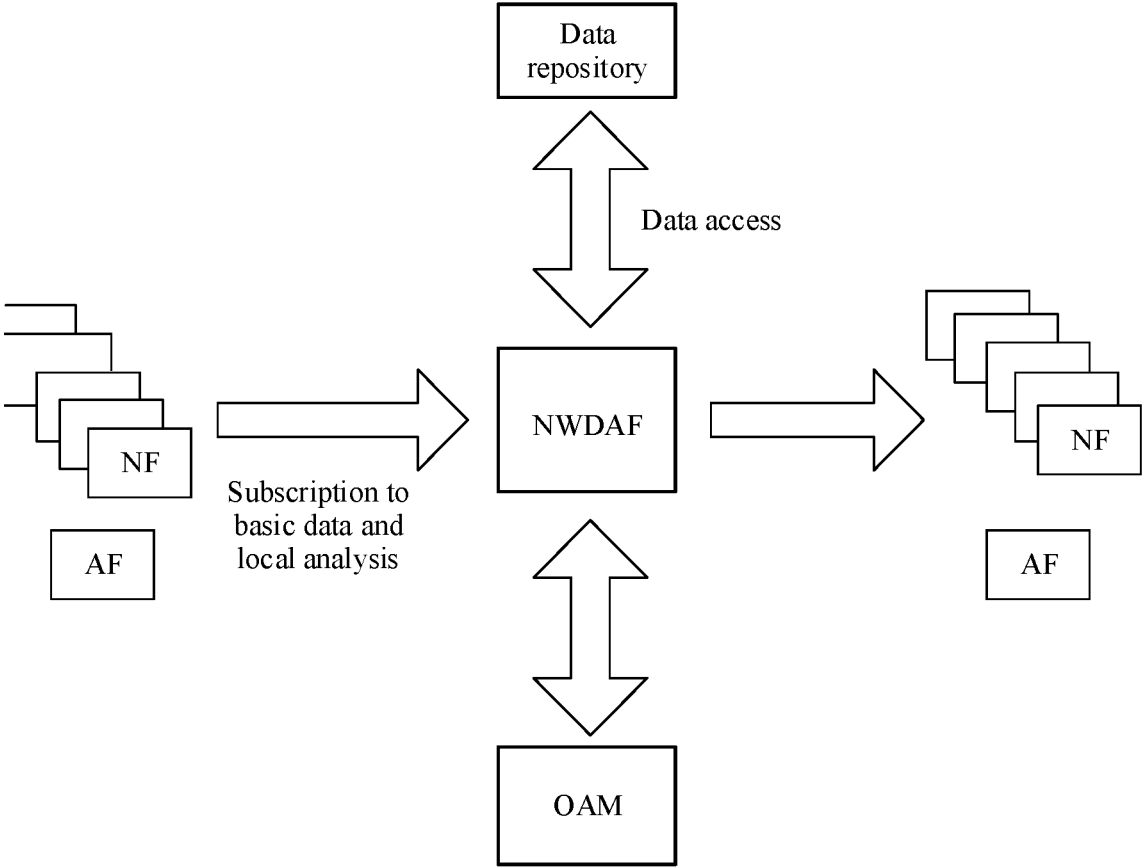 Data
repository
Data access
NWDAF
NF
Subscription to
basic data and
local analysis
AF
NF
AF
OAM